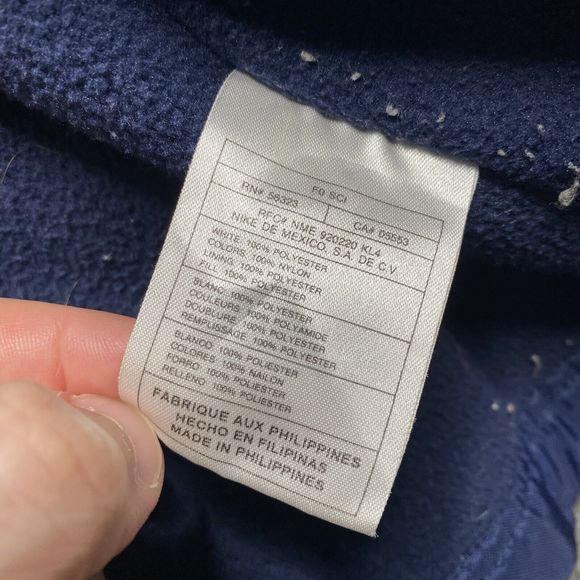 F0 SCI
RN# 56323 CA# 05553
RFC# NME 920220 KL4
NIKE DE MEXICO, S.A. DE C.V
WHITE: 100% POLYESTER
COLORS: 100% NYLON
LINING: 100% POLYESTER
FILL: 100% POLYESTER
BLANC: 100% POLYESTER
COULEURS: 100% POLYAMIDE
DOUBLURE: 100% POLYESTER
REMPLISSAGE: 100% POLYESTER
BLANCO: 100% POLIESTER
COLORES: 100% NAILON
FORRO: 100% POLIESTER
RELLENO: 100% POLIESTER
FABRIQUE AUX PHILIPPINES
HECHO EN FILIPINAS
MADE IN PHILIPPINES